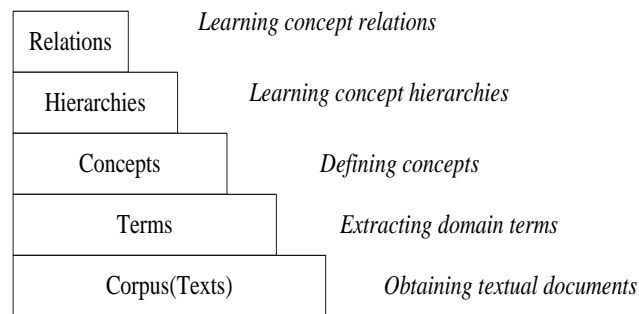 Relations
Learning concept relations
Hierarchies
Learning concept hierarchies
Concepts
Defining concepts
Terms
Extracting domain terms
Corpus(Texts)
Obtaining textual documents